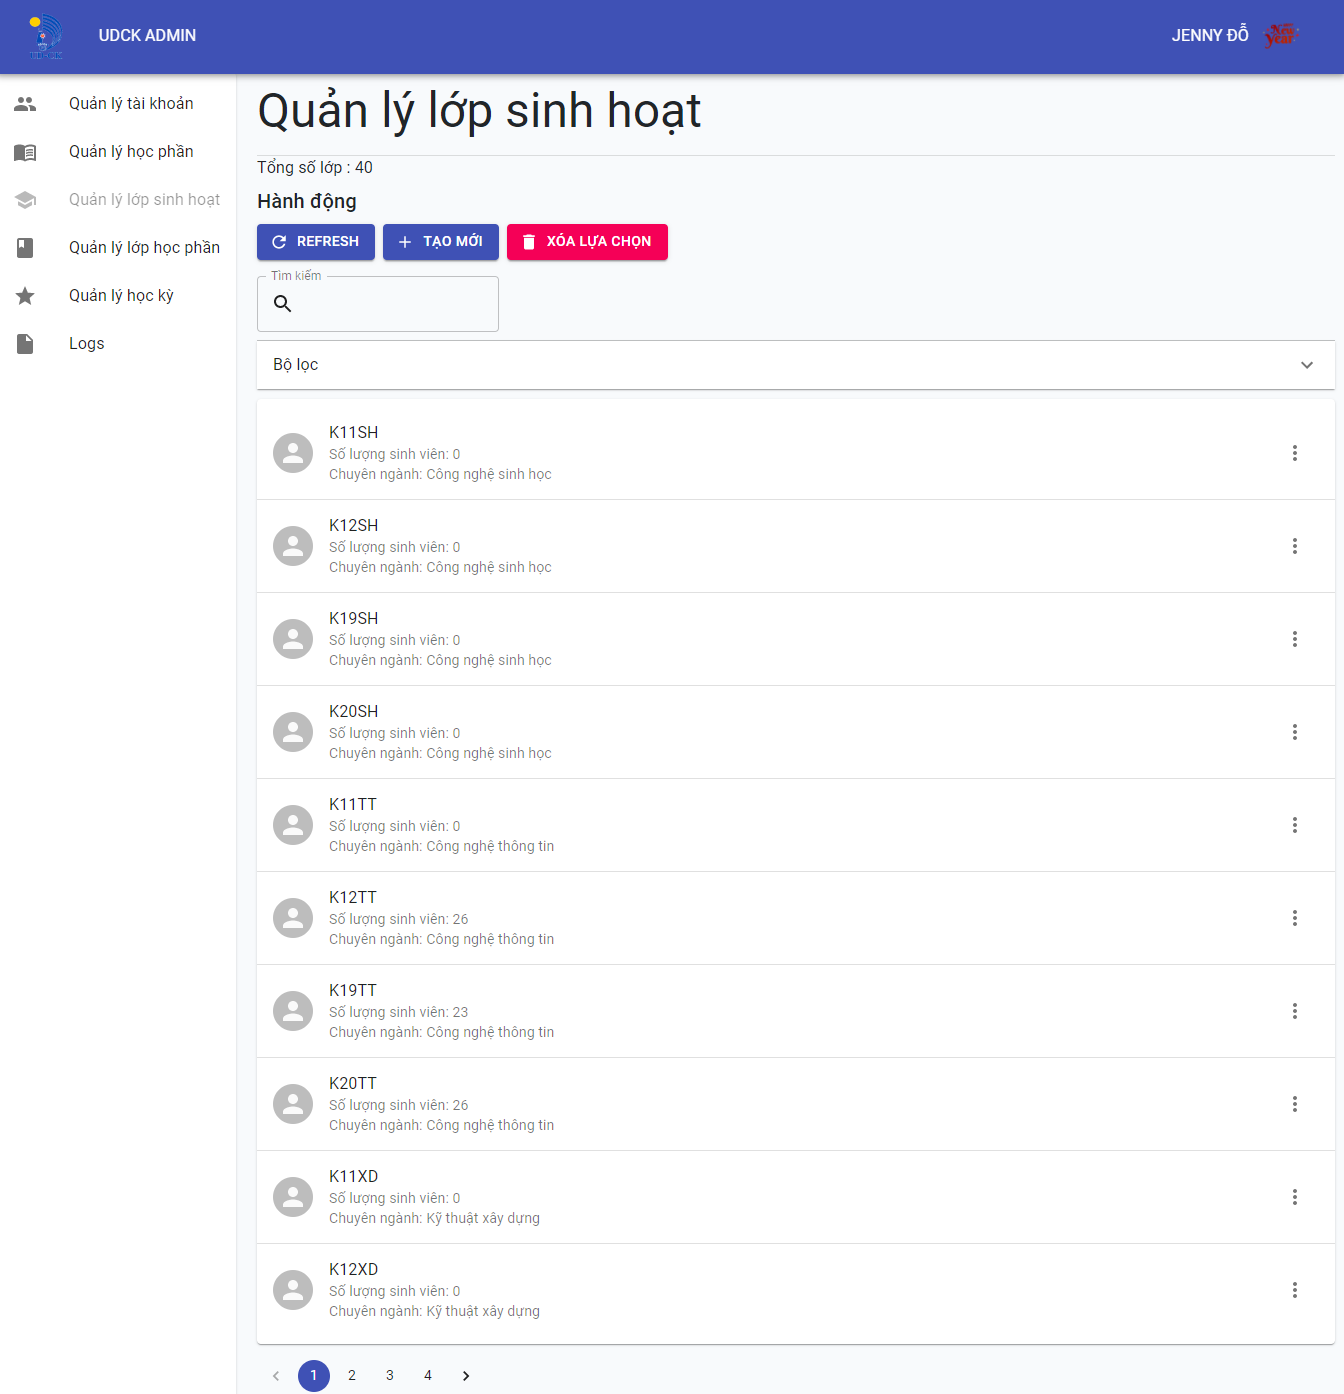 UDCK ADMIN
JENNY ĐỖ
Quản lý tài khoản
Quản lý học phần
Quản lý lớp sinh hoạt
Quản lý lớp học phần
Quản lý học kỳ
Logs
Quản lý lớp sinh hoạt
Tổng số lớp : 40
Hành động
REFRESH
TẠO MỚI
XÓA LỰA CHỌN
Tìm kiếm
Bộ lọc
K11SH
Số lượng sinh viên: 0
Chuyên ngành: Công nghệ sinh học
K12SH
Số lượng sinh viên: 0
Chuyên ngành: Công nghệ sinh học
K19SH
Số lượng sinh viên: 0
Chuyên ngành: Công nghệ sinh học
K20SH
Số lượng sinh viên: 0
Chuyên ngành: Công nghệ sinh học
K11TT
Số lượng sinh viên: 0
Chuyên ngành: Công nghệ thông tin
K12TT
Số lượng sinh viên: 26
Chuyên ngành: Công nghệ thông tin
K19TT
Số lượng sinh viên: 23
Chuyên ngành: Công nghệ thông tin
K20TT
Số lượng sinh viên: 26
Chuyên ngành: Công nghệ thông tin
K11XD
Số lượng sinh viên: 0
Chuyên ngành: Kỹ thuật xây dựng
K12XD
Số lượng sinh viên: 0
Chuyên ngành: Kỹ thuật xây dựng
1 2 3 4